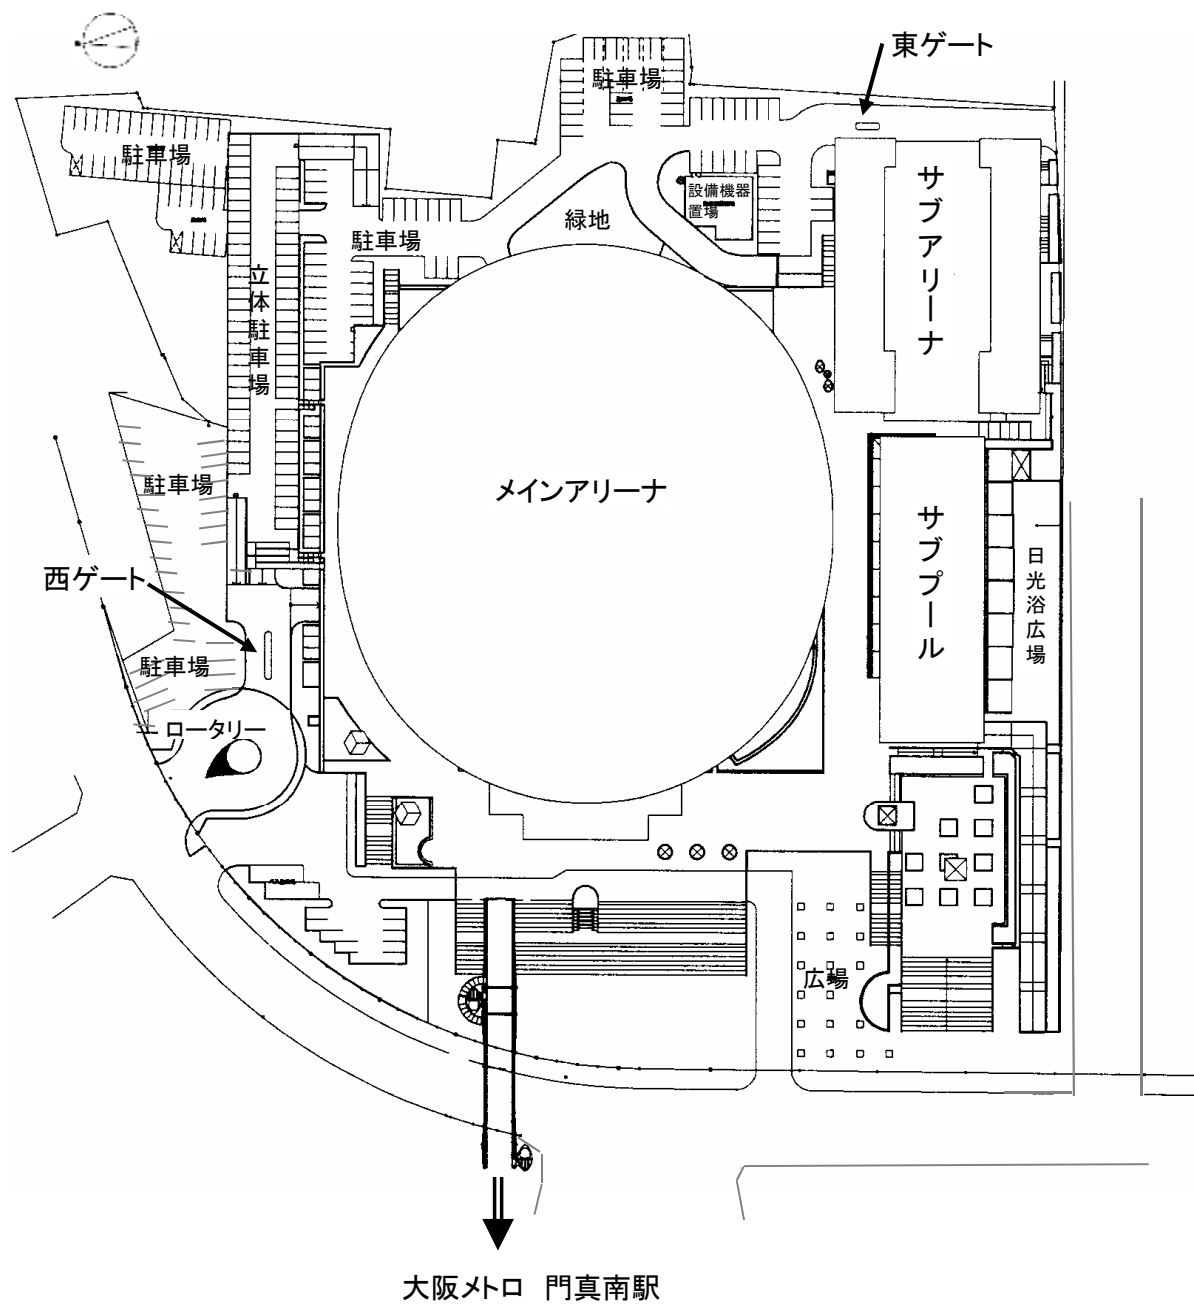 東ゲート
駐車場
駐車場
サブアリーナ
設備機器
置場
緑地
駐車場
立体駐車場
駐車場
メインアリーナ
サブプール
日光浴広場
西ゲート
駐車場
ロータリー
広場
大阪メトロ 門真南駅